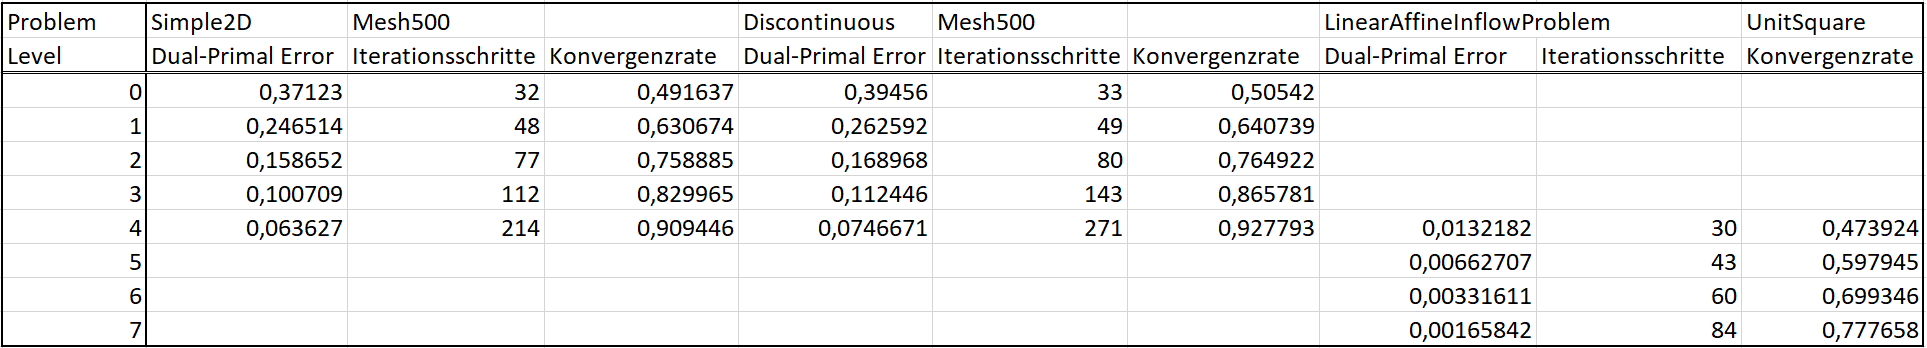 Problem Simple2D Mesh500 Discontinuous Mesh500 LinearAffineInflowProblem UnitSquare
Level Dual-Primal Error Iterationsschritte Konvergenzrate Dual-Primal Error Iterationsschritte Konvergenzrate Dual-Primal Error Iterationsschritte Konvergenzrate
0 0,37123 32 0,491637 0,39456 33 0,50542
1 0,246514 48 0,630674 0,262592 49 0,640739
2 0,158652 77 0,758885 0,168968 80 0,764922
3 0,100709 112 0,829965 0,112446 143 0,865781
4 0,063627 214 0,909446 0,0746671 271 0,927793 0,0132182 30 0,473924
5 0,00662707 43 0,597945
6 0,00331611 60 0,699346
7 0,00165842 84 0,777658